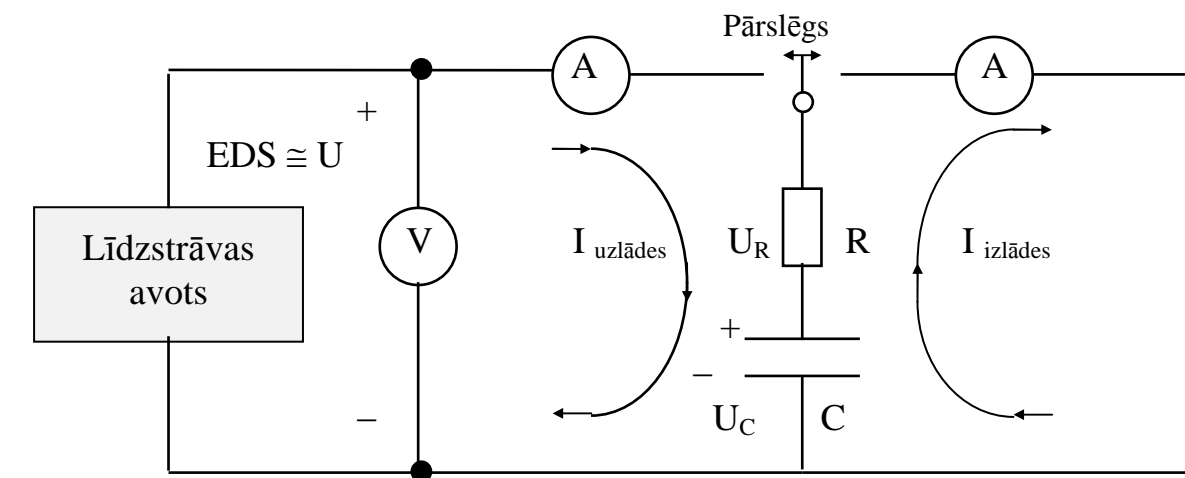 Pārslēgs
A
A
+
EDS ≅ U
Līdzstrāvas
avots
V
I uzlādes
U_R
R
I izlādes
+
–
–
U_C
C